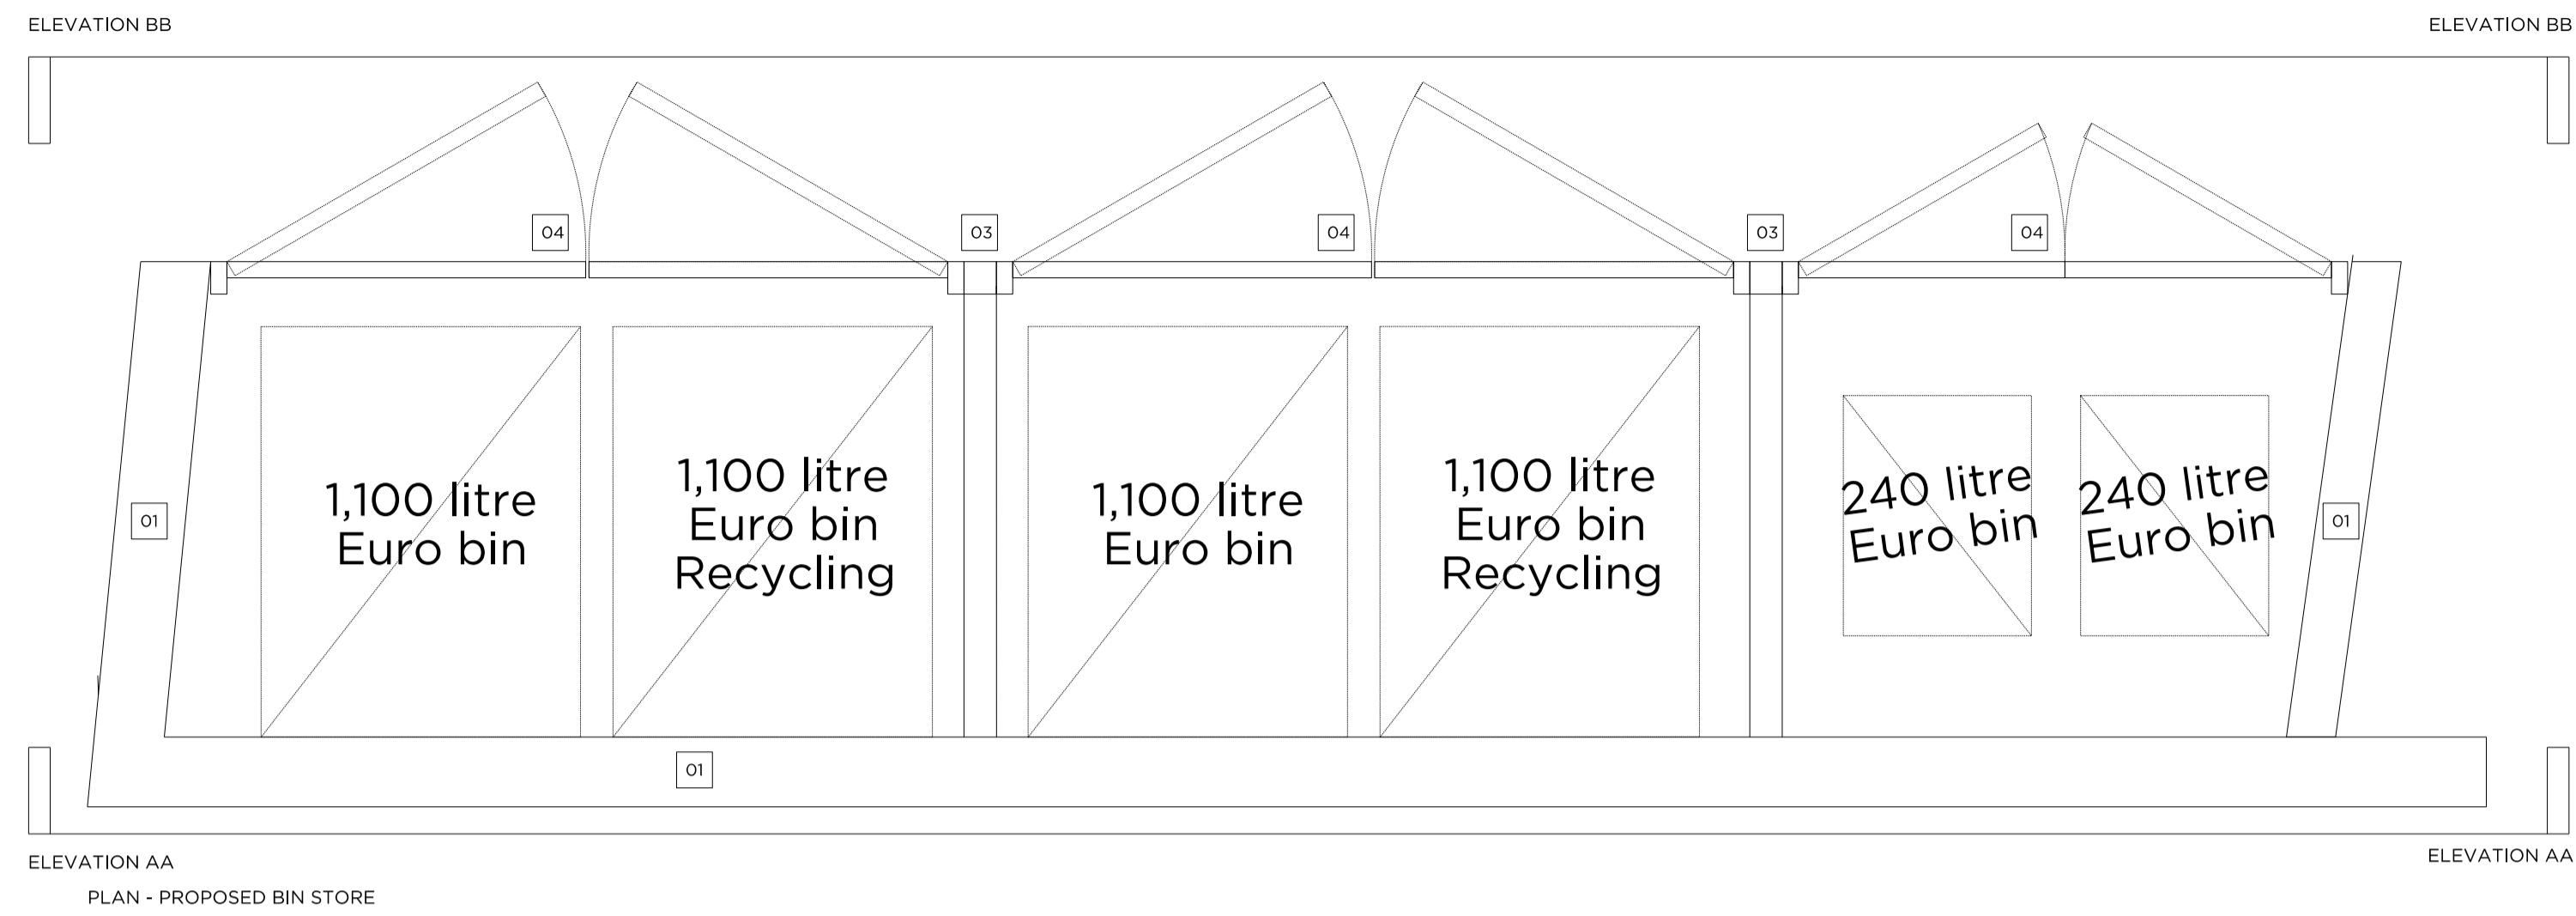 ELEVATION BB
ELEVATION BB
04
03
04
03
04
1,100 litre
Euro bin
1,100 litre
Euro bin
Recycling
1,100 litre
Euro bin
1,100 litre
Euro bin
Recycling
240 litre
Euro bin
240 litre
Euro bin
01
01
01
ELEVATION AA
ELEVATION AA
PLAN - PROPOSED BIN STORE